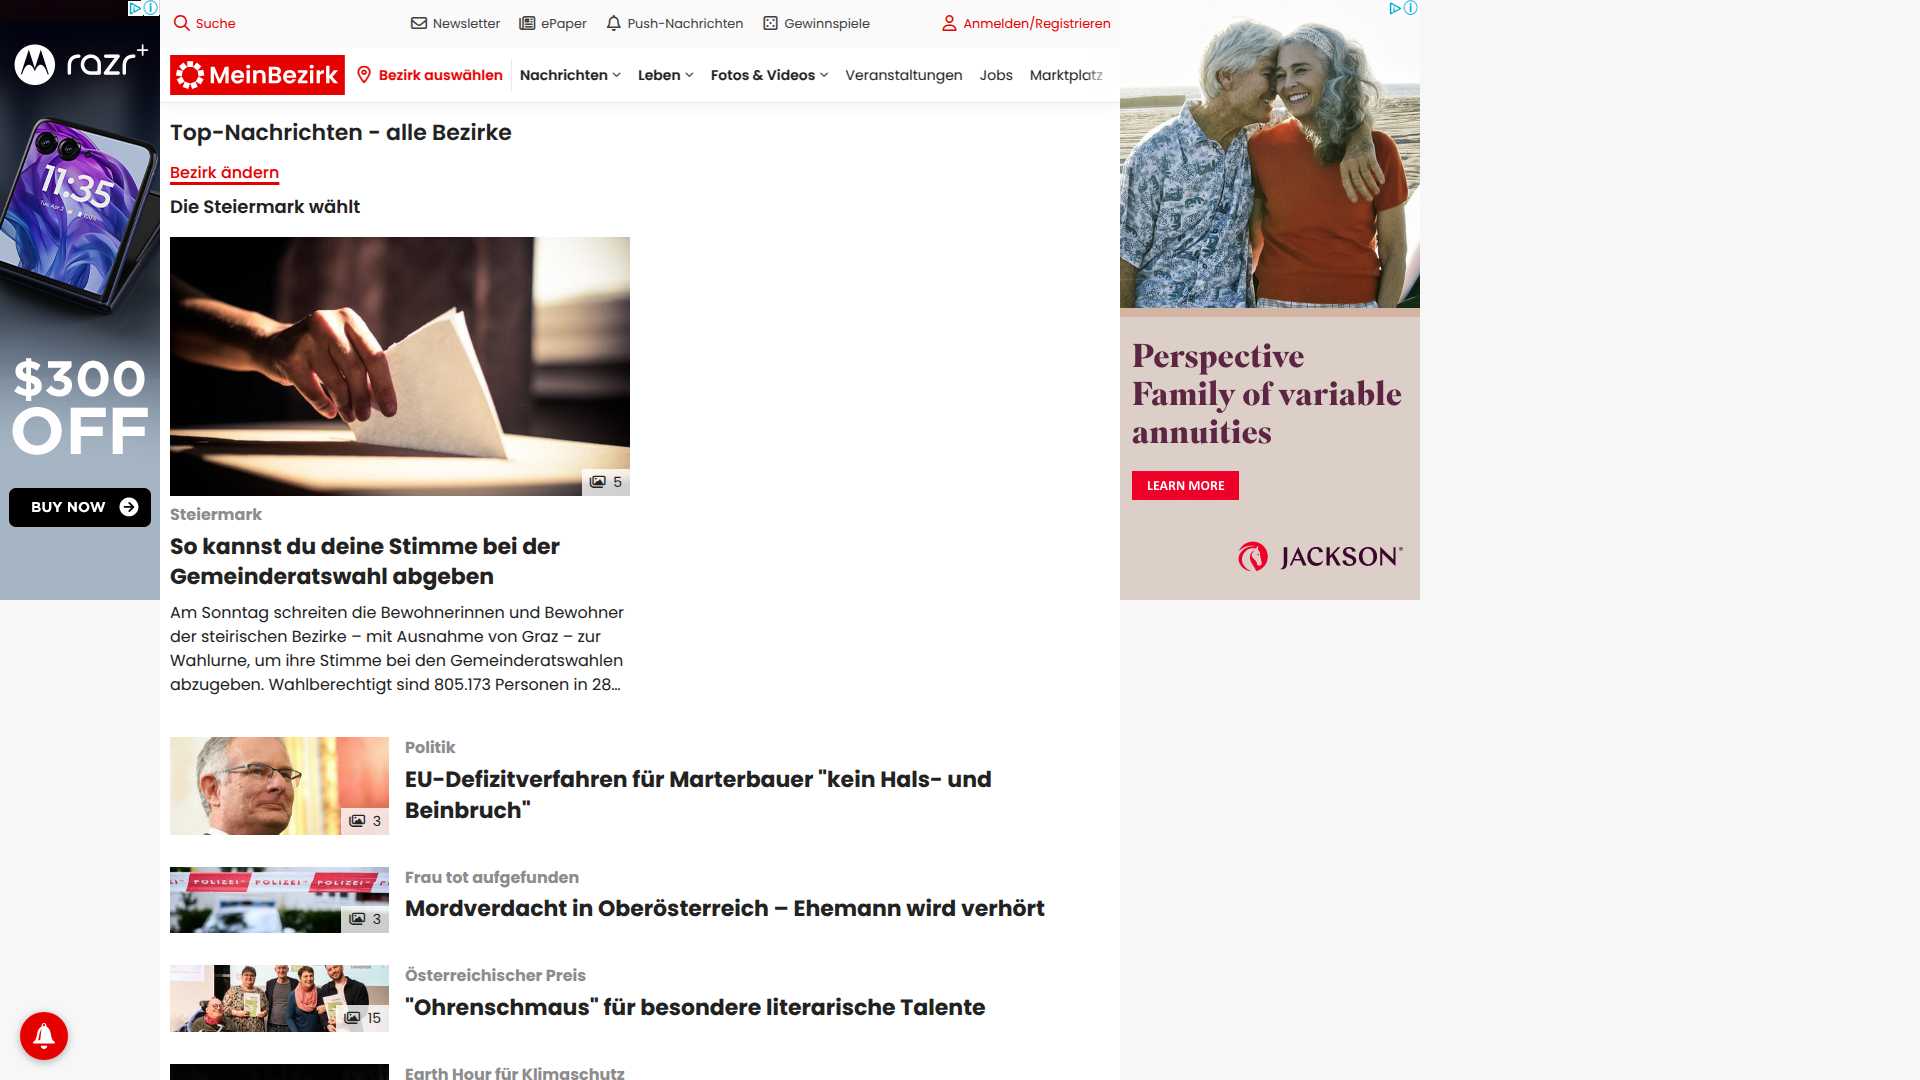 Suche
Newsletter
ePaper
Push-Nachrichten
Gewinnspiele
Anmelden/Registrieren
MeinBezirk
Bezirk auswählen
Nachrichten
Leben
Fotos & Videos
Veranstaltungen
Jobs
Marktplatz
razr+
11:35
$300
OFF
BUY NOW
Top-Nachrichten - alle Bezirke
Bezirk ändern
Die Steiermark wählt
5
Steiermark
So kannst du deine Stimme bei der
Gemeinderatswahl abgeben
Am Sonntag schreiten die Bewohnerinnen und Bewohner
der steirischen Bezirke – mit Ausnahme von Graz – zur
Wahlurne, um ihre Stimme bei den Gemeinderatswahlen
abzugeben. Wahlberechtigt sind 805.173 Personen in 28…
Perspective
Family of variable
annuities
LEARN MORE
JACKSON®
3
Politik
EU-Defizitverfahren für Marterbauer "kein Hals- und
Beinbruch"
POLIZEI POLIZEI POLIZEI
3
Frau tot aufgefunden
Mordverdacht in Oberösterreich – Ehemann wird verhört
15
Österreichischer Preis
"Ohrenschmaus" für besondere literarische Talente
Earth Hour für Klimaschutz